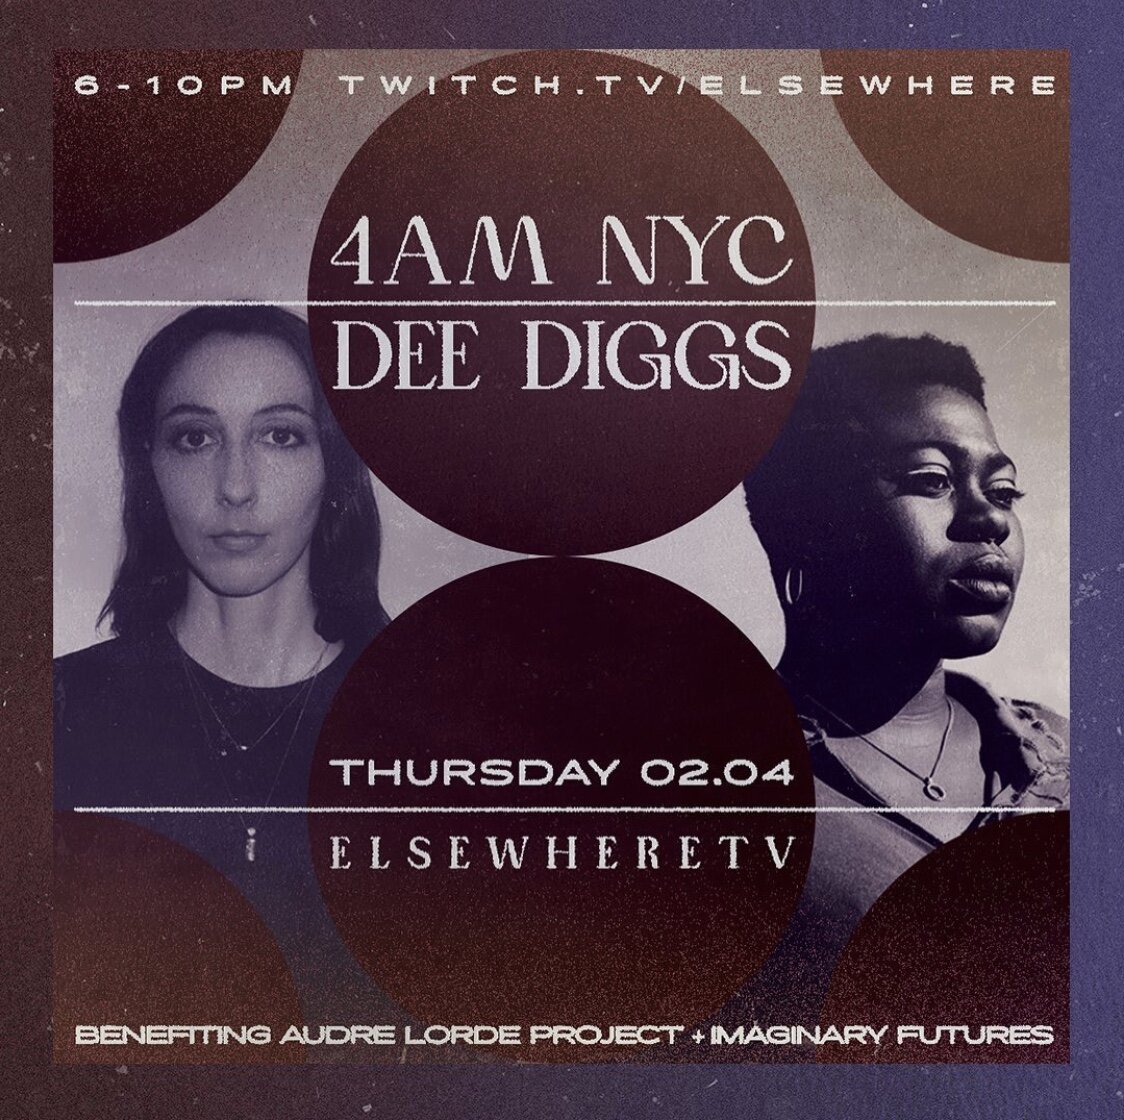 6-10PM TWITCH.TV/ELSEWHERE
4AM NYC
DEE DIGGS
THURSDAY 02.04
ELSEWHERETV
BENEFITING AUDRE LORDE PROJECT + IMAGINARY FUTURES